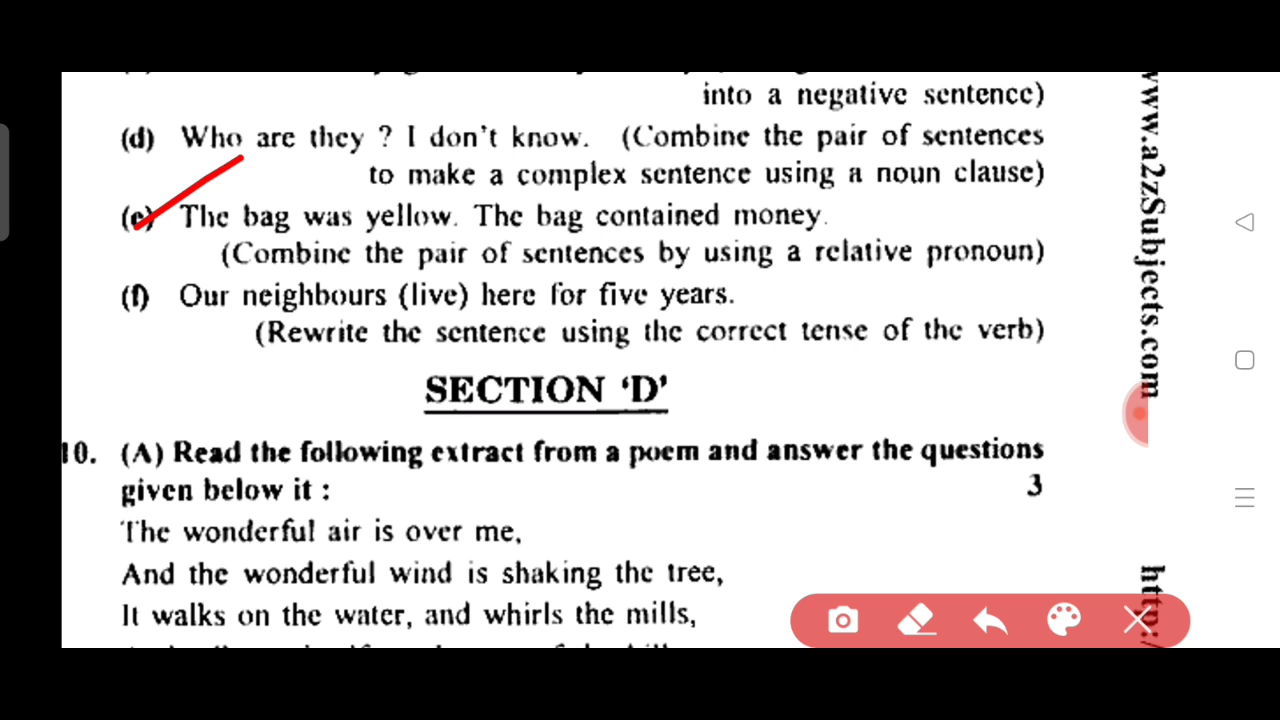 into a negative sentence)
(d) Who are they ? I don't know. (Combine the pair of sentences
to make a complex sentence using a noun clause)
(e) The bag was yellow. The bag contained money.
(Combine the pair of sentences by using a relative pronoun)
(f) Our neighbours (live) here for five years.
(Rewrite the sentence using the correct tense of the verb)
SECTION 'D'
10. (A) Read the following extract from a poem and answer the questions
given below it : 3
The wonderful air is over me,
And the wonderful wind is shaking the tree,
It walks on the water, and whirls the mills,
www.a2zSubjects.com
http:/